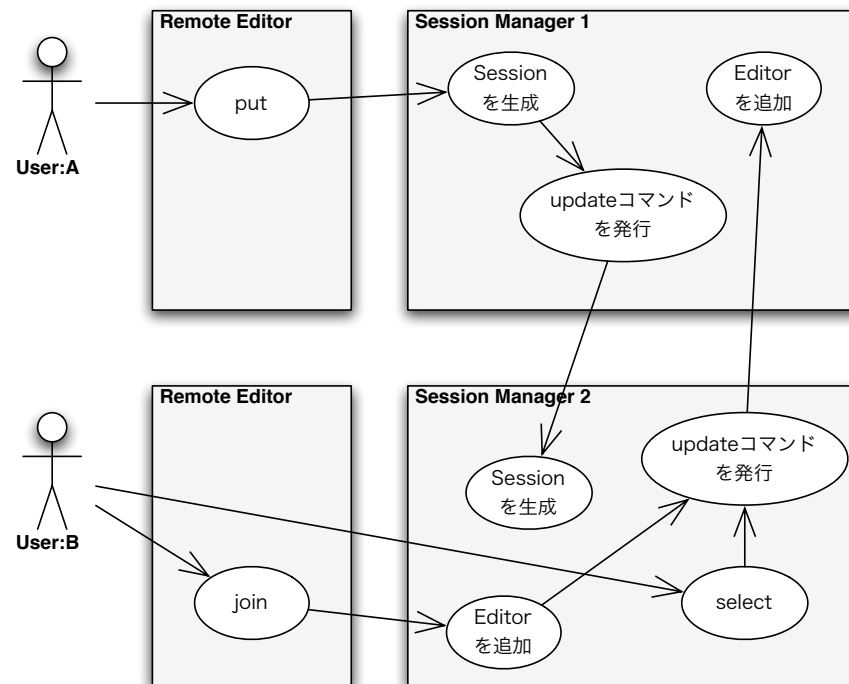 Remote Editor
Session Manager 1
Session
を生成
Editor
を追加
put
User:A
updateコマンド
を発行
Remote Editor
Session Manager 2
updateコマンド
を発行
Session
を生成
User:B
join
Editor
を追加
select